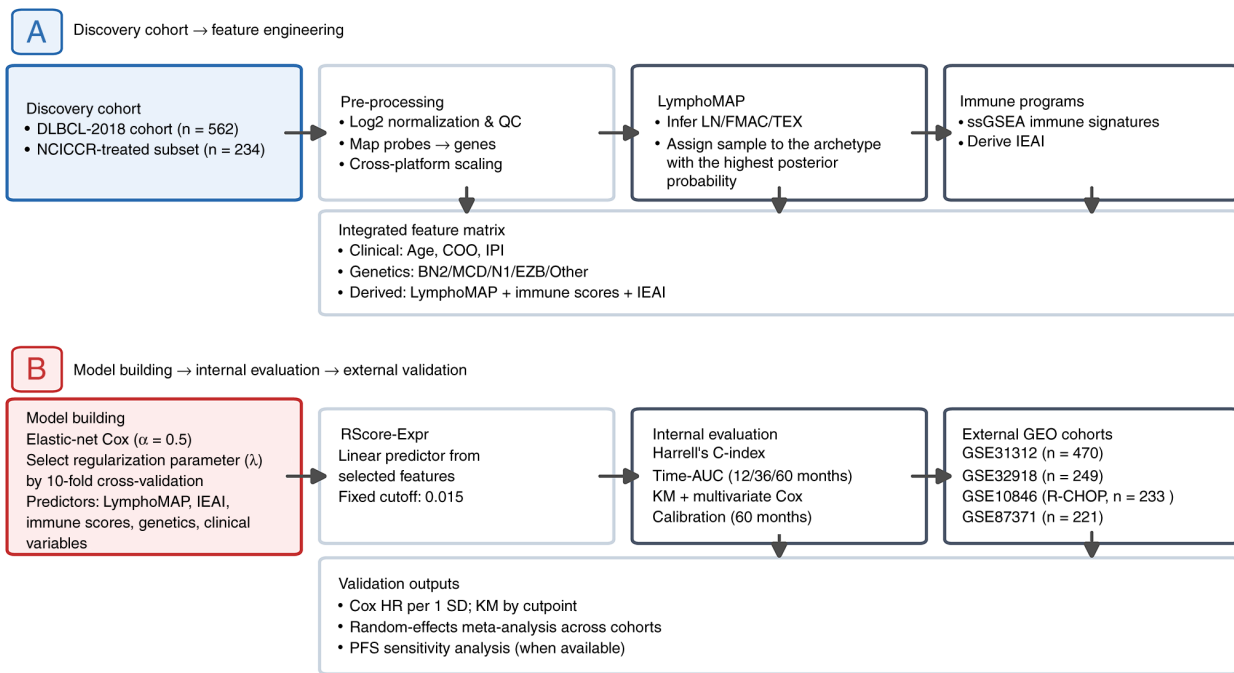 A
Discovery cohort → feature engineering
Discovery cohort
• DLBCL-2018 cohort (n = 562)
• NCICCR-treated subset (n = 234)
Pre-processing
• Log2 normalization & QC
• Map probes → genes
• Cross-platform scaling
LymphoMAP
• Infer LN/FMAC/TEX
• Assign sample to the archetype
with the highest posterior
probability
Immune programs
• ssGSEA immune signatures
• Derive IEAI
Integrated feature matrix
• Clinical: Age, COO, IPI
• Genetics: BN2/MCD/N1/EZB/Other
• Derived: LymphoMAP + immune scores + IEAI
B
Model building → internal evaluation → external validation
Model building
Elastic-net Cox (α = 0.5)
Select regularization parameter (λ)
by 10-fold cross-validation
Predictors: LymphoMAP, IEAI,
immune scores, genetics, clinical
variables
RScore-Expr
Linear predictor from
selected features
Fixed cutoff: 0.015
Internal evaluation
Harrell's C-index
Time-AUC (12/36/60 months)
KM + multivariate Cox
Calibration (60 months)
External GEO cohorts
GSE31312 (n = 470)
GSE32918 (n = 249)
GSE10846 (R-CHOP, n = 233 )
GSE87371 (n = 221)
Validation outputs
• Cox HR per 1 SD; KM by cutpoint
• Random-effects meta-analysis across cohorts
• PFS sensitivity analysis (when available)